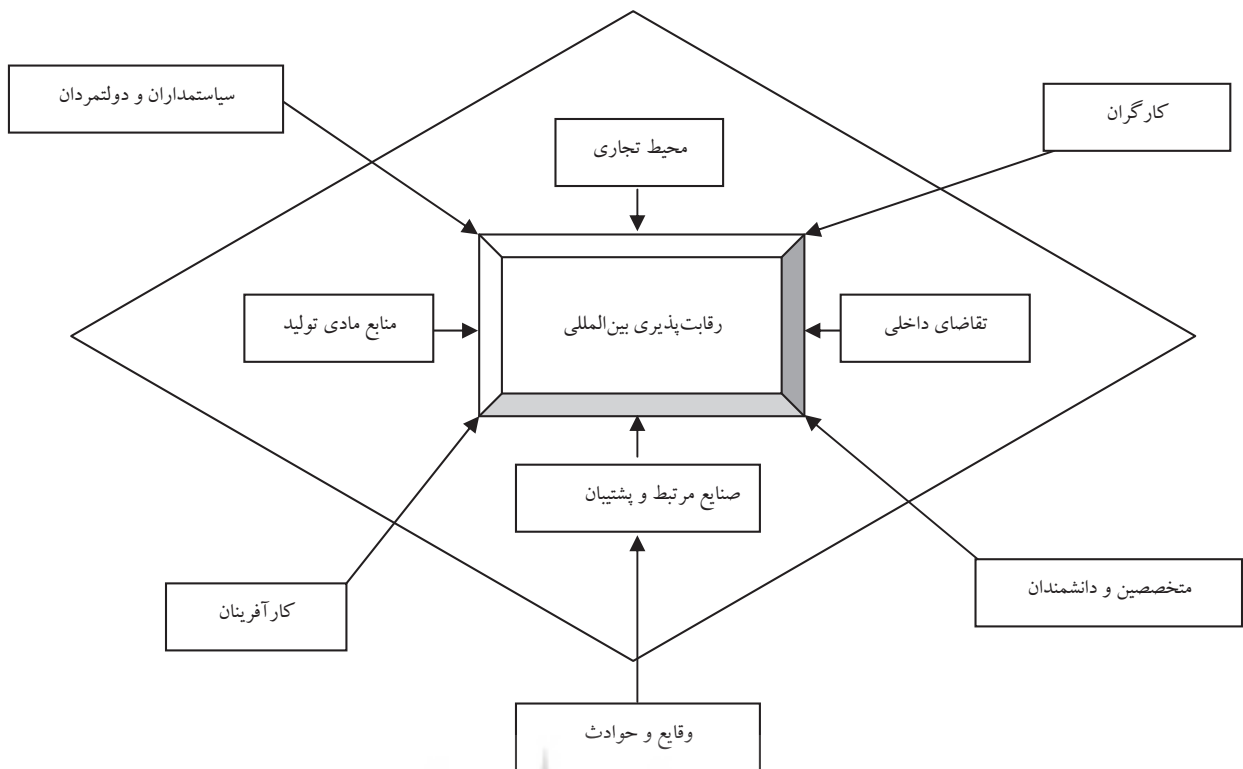 کارگران
سیاستمداران و دولتمردان
محیط تجاری
تقاضای داخلی
رقابت‌پذیری بین‌المللی
منابع مادی تولید
صنایع مرتبط و پشتیبان
متخصصین و دانشمندان
کارآفرینان
وقایع و حوادث